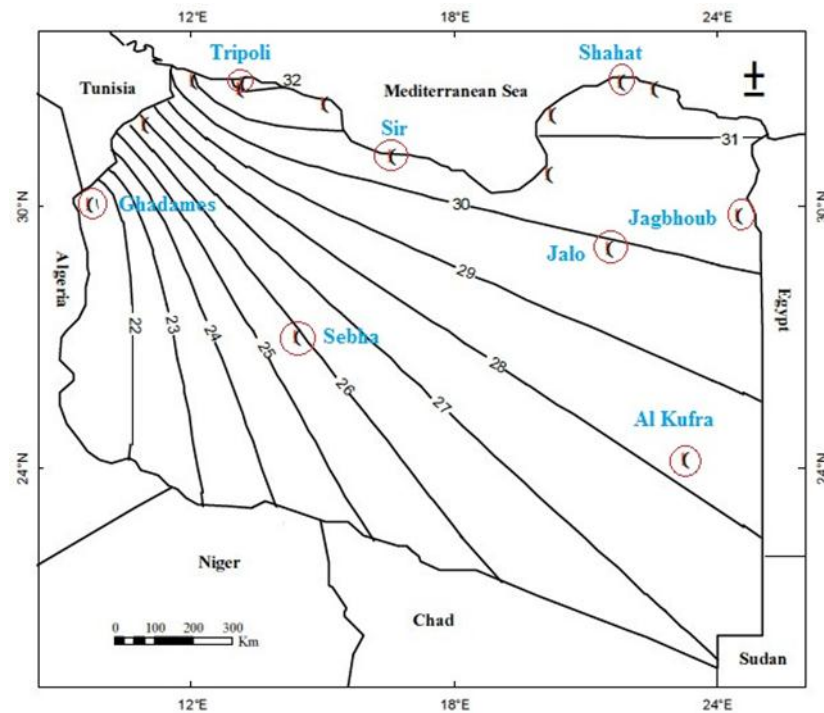 12°E 18°E 24°E
Tripoli
Shahat
32
Tunisia
Mediterranean Sea
±
Sir
31
30°N
30°N
Ghadames
30
Jagbhoub
Jalo
29
Algeria
Egypt
22
23
24
25
Sebha
26
28
27
Al Kufra
24°N
24°N
Niger
Chad
0 100 200 300
Km
Sudan
12°E 18°E 24°E